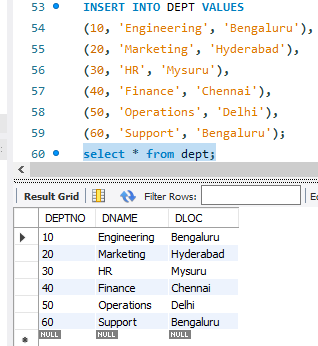 53 INSERT INTO DEPT VALUES
54 (10, 'Engineering', 'Bengaluru'),
55 (20, 'Marketing', 'Hyderabad'),
56 (30, 'HR', 'Mysuru'),
57 (40, 'Finance', 'Chennai'),
58 (50, 'Operations', 'Delhi'),
59 (60, 'Support', 'Bengaluru');
60 select * from dept;
Result Grid Filter Rows:
DEPTNO DNAME DLOC
10 Engineering Bengaluru
20 Marketing Hyderabad
30 HR Mysuru
40 Finance Chennai
50 Operations Delhi
60 Support Bengaluru
NULL NULL NULL